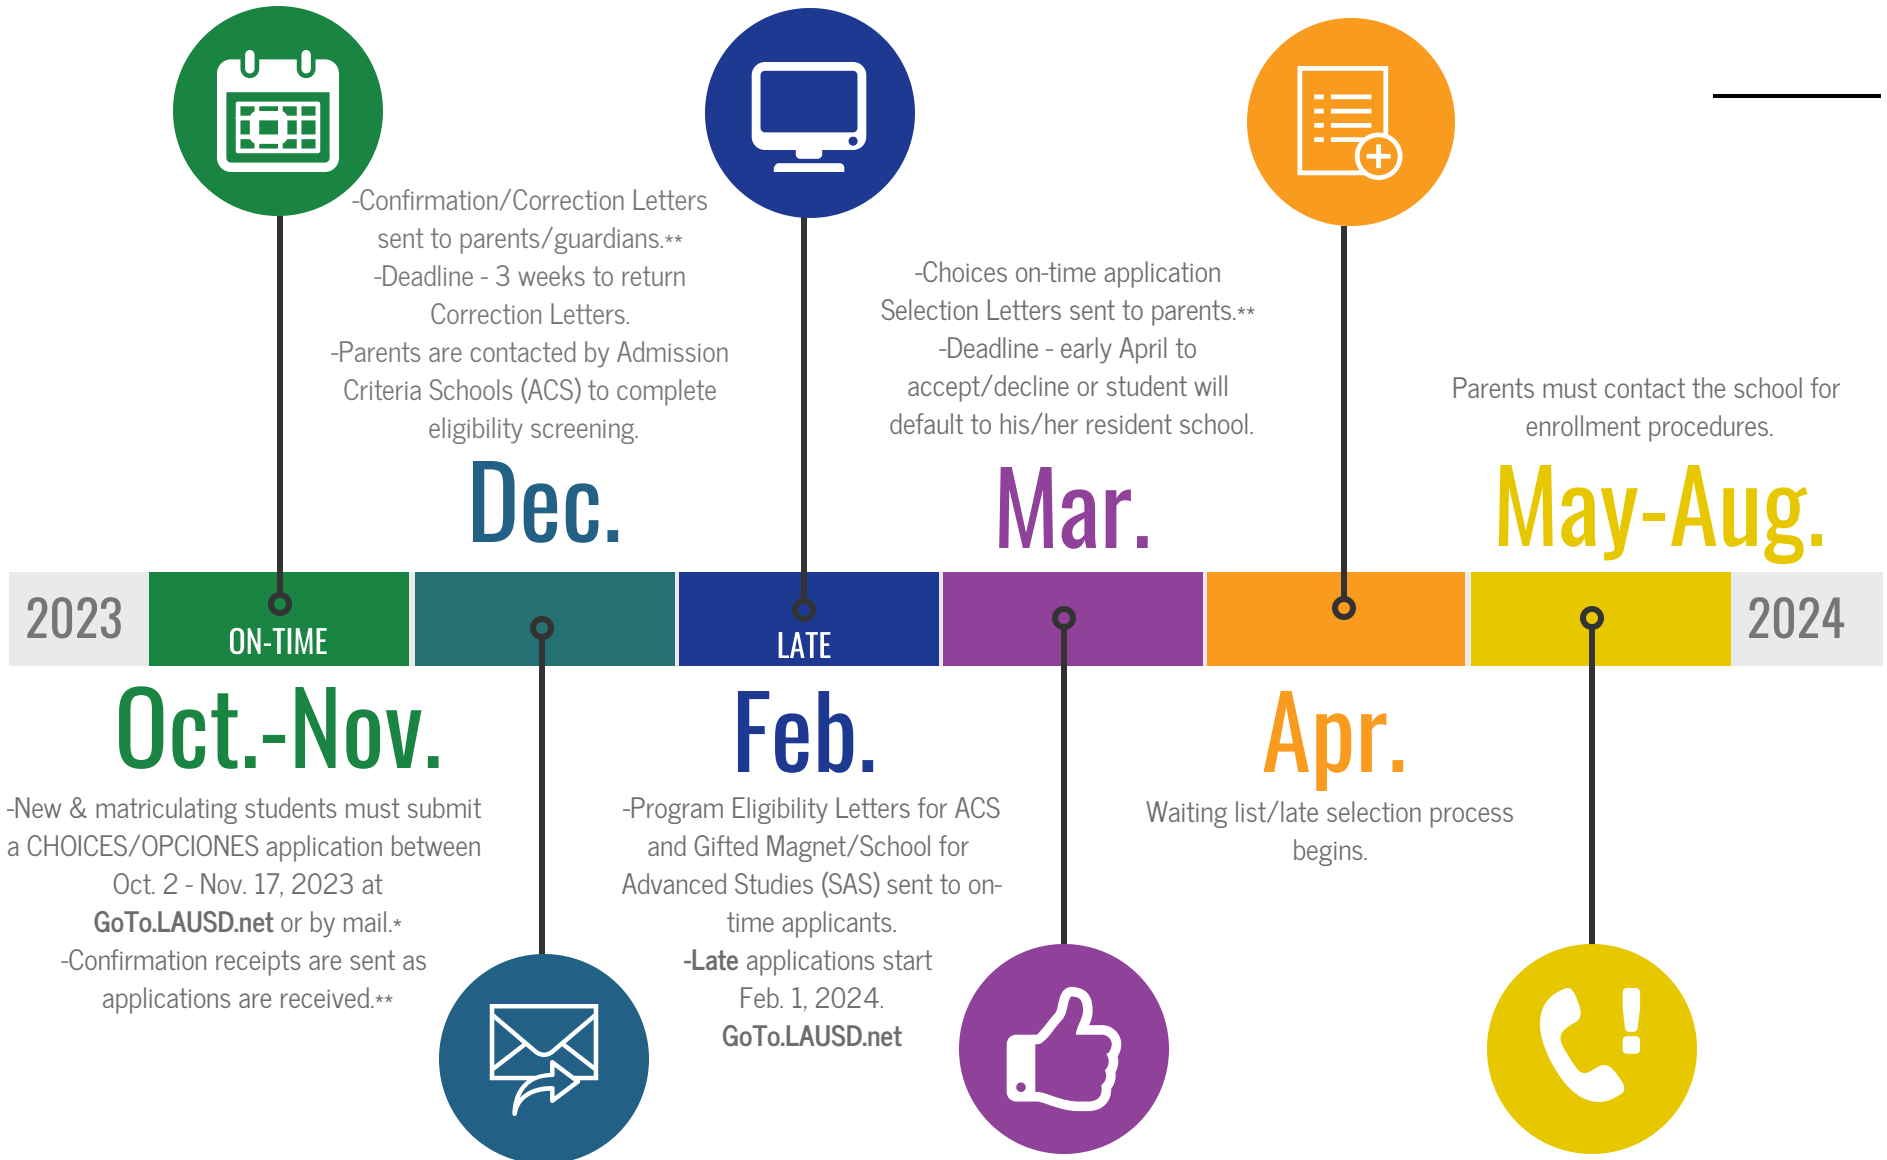 -Confirmation/Correction Letters
sent to parents/guardians.**
-Deadline - 3 weeks to return
Correction Letters.
-Parents are contacted by Admission
Criteria Schools (ACS) to complete
eligibility screening.
Dec.
-Choices on-time application
Selection Letters sent to parents.**
-Deadline - early April to
accept/decline or student will
default to his/her resident school.
Mar.
Parents must contact the school for
enrollment procedures.
May-Aug.
2023
ON-TIME
LATE
2024
Oct.-Nov.
-New & matriculating students must submit
a CHOICES/OPCIONES application between
Oct. 2 - Nov. 17, 2023 at
GoTo.LAUSD.net or by mail.*
-Confirmation receipts are sent as
applications are received.**
Feb.
-Program Eligibility Letters for ACS
and Gifted Magnet/School for
Advanced Studies (SAS) sent to on-
time applicants.
-Late applications start
Feb. 1, 2024.
GoTo.LAUSD.net
Apr.
Waiting list/late selection process
begins.